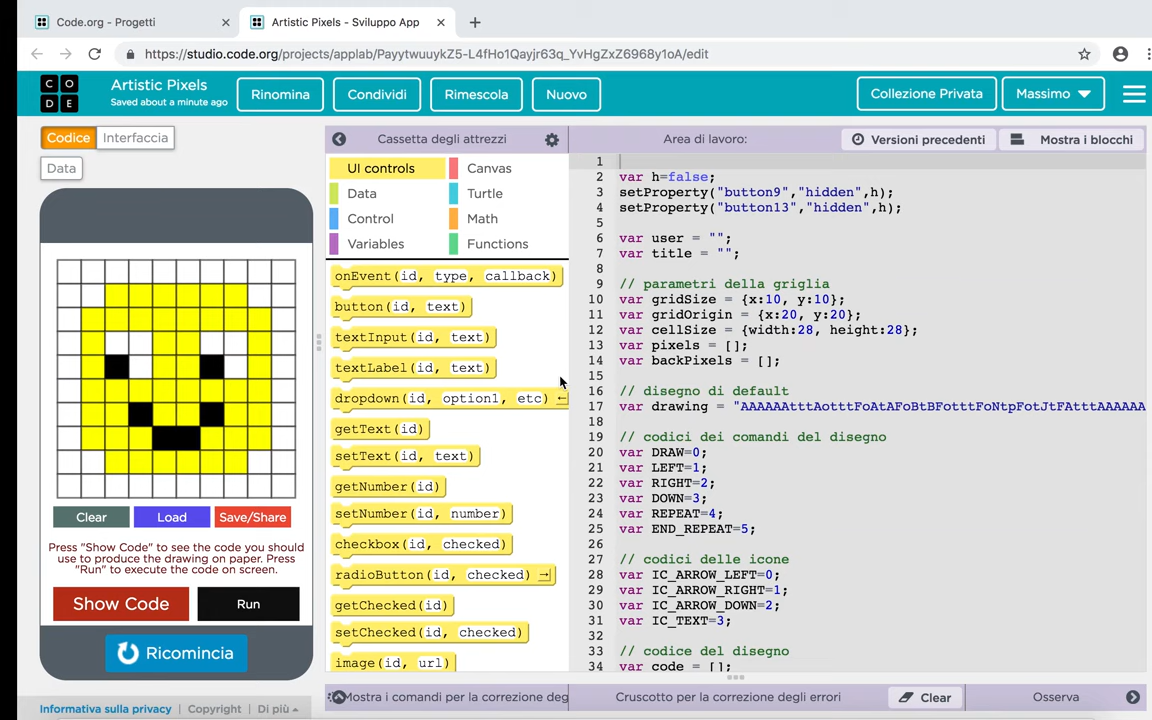 Code.org - Progetti
Artistic Pixels - Sviluppo App
https://studio.code.org/projects/applab/PayytwuuykZ5-L4fHo1Qayjr63q_YvHgZxZ6968y1oA/edit
C O D E
Artistic Pixels
Saved about a minute ago
Rinomina
Condividi
Rimescola
Nuovo
Collezione Privata
Massimo
Codice
Interfaccia
Data
Cassetta degli attrezzi
Area di lavoro:
Versioni precedenti
Mostra i blocchi
UI controls
Canvas
Data
Turtle
Control
Math
Variables
Functions
onEvent(id, type, callback)
button(id, text)
textInput(id, text)
textLabel(id, text)
dropdown(id, option1, etc)
getText(id)
setText(id, text)
getNumber(id)
setNumber(id, number)
checkbox(id, checked)
radioButton(id, checked)
getChecked(id)
setChecked(id, checked)
image(id, url)
1
2 var h=false;
3 setProperty("button9","hidden",h);
4 setProperty("button13","hidden",h);
5
6 var user = "";
7 var title = "";
8
9 // parametri della griglia
10 var gridSize = {x:10, y:10};
11 var gridOrigin = {x:20, y:20};
12 var cellSize = {width:28, height:28};
13 var pixels = [];
14 var backPixels = [];
15
16 // disegno di default
17 var drawing = "AAAAAAtttAotttFoAtAFoBtBFotttFoNtpFotJtFAtttAAAAAA
18
19 // codici dei comandi del disegno
20 var DRAW=0;
21 var LEFT=1;
22 var RIGHT=2;
23 var DOWN=3;
24 var REPEAT=4;
25 var END_REPEAT=5;
26
27 // codici delle icone
28 var IC_ARROW_LEFT=0;
29 var IC_ARROW_RIGHT=1;
30 var IC_ARROW_DOWN=2;
31 var IC_TEXT=3;
32
33 // codice del disegno
34 var code = [];
Clear
Load
Save/Share
Press "Show Code" to see the code you should
use to produce the drawing on paper. Press
"Run" to execute the code on screen.
Show Code
Run
Ricomincia
Informativa sulla privacy | Copyright | Di più
Mostra i comandi per la correzione deg
Cruscotto per la correzione degli errori
Clear
Osserva